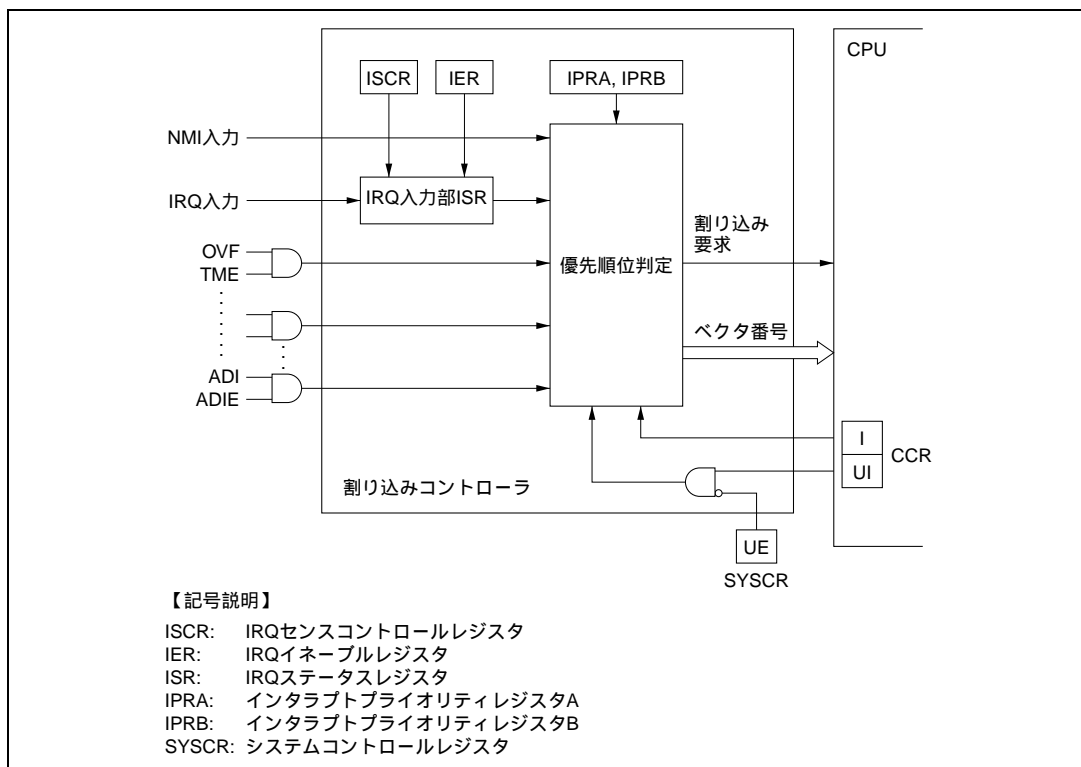 CPU
ISCR
IER
IPRA, IPRB
NMI入力
IRQ入力
IRQ入力部ISR
OVF
TME
ADI
ADIE
優先順位判定
割り込み
要求
ベクタ番号
I
UI
CCR
割り込みコントローラ
UE
SYSCR
【記号説明】
ISCR: IRQセンスコントロールレジスタ
IER: IRQイネーブルレジスタ
ISR: IRQステータスレジスタ
IPRA: インタラプトプライオリティレジスタA
IPRB: インタラプトプライオリティレジスタB
SYSCR: システムコントロールレジスタ